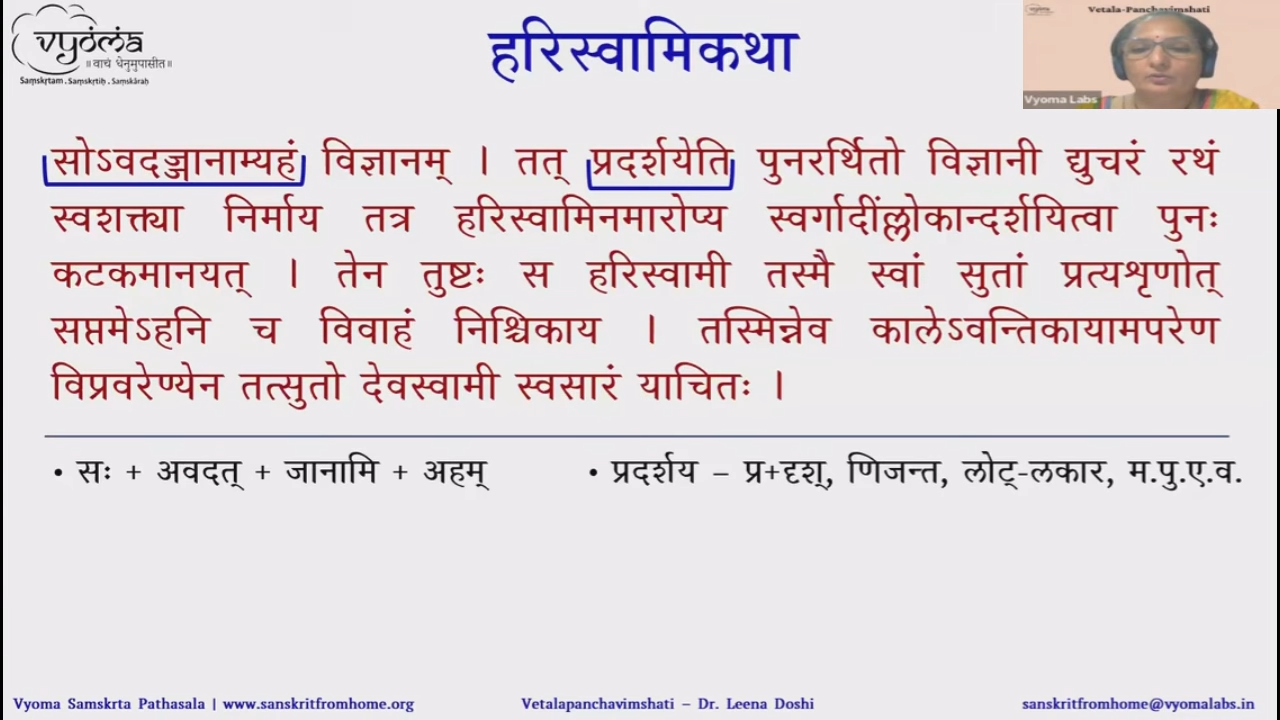 vyoma
॥ वाचं धेनुमुपासीत॥
Saṃskṛtam . Saṃskṛtiḥ . Saṃskāraḥ
हरिस्वामिकथा
Vetala-Panchavimshati
Vyoma Labs
सोऽवदज्जानाम्यहं विज्ञानम् । तत् प्रदर्शयेति पुनरर्थितो विज्ञानी द्युचरं रथं
स्वशक्त्या निर्माय तत्र हरिस्वामिनमारोप्य स्वर्गादींल्लोकान्दर्शयित्वा पुनः
कटकमानयत् । तेन तुष्टः स हरिस्वामी तस्मै स्वां सुतां प्रत्यशृणोत्
सप्तमेऽहनि च विवाहं निश्चिकाय । तस्मिन्नेव कालेऽवन्तिकायामपरेण
विप्रवरेण्येन तत्सुतो देवस्वामी स्वसारं याचितः ।
• सः + अवदत् + जानामि + अहम्
• प्रदर्शय – प्र+दृश्, णिजन्त, लोट्-लकार, म.पु.ए.व.
Vyoma Samskrta Pathasala | www.sanskritfromhome.org
Vetalapanchavimshati – Dr. Leena Doshi
sanskritfromhome@vyomalabs.in